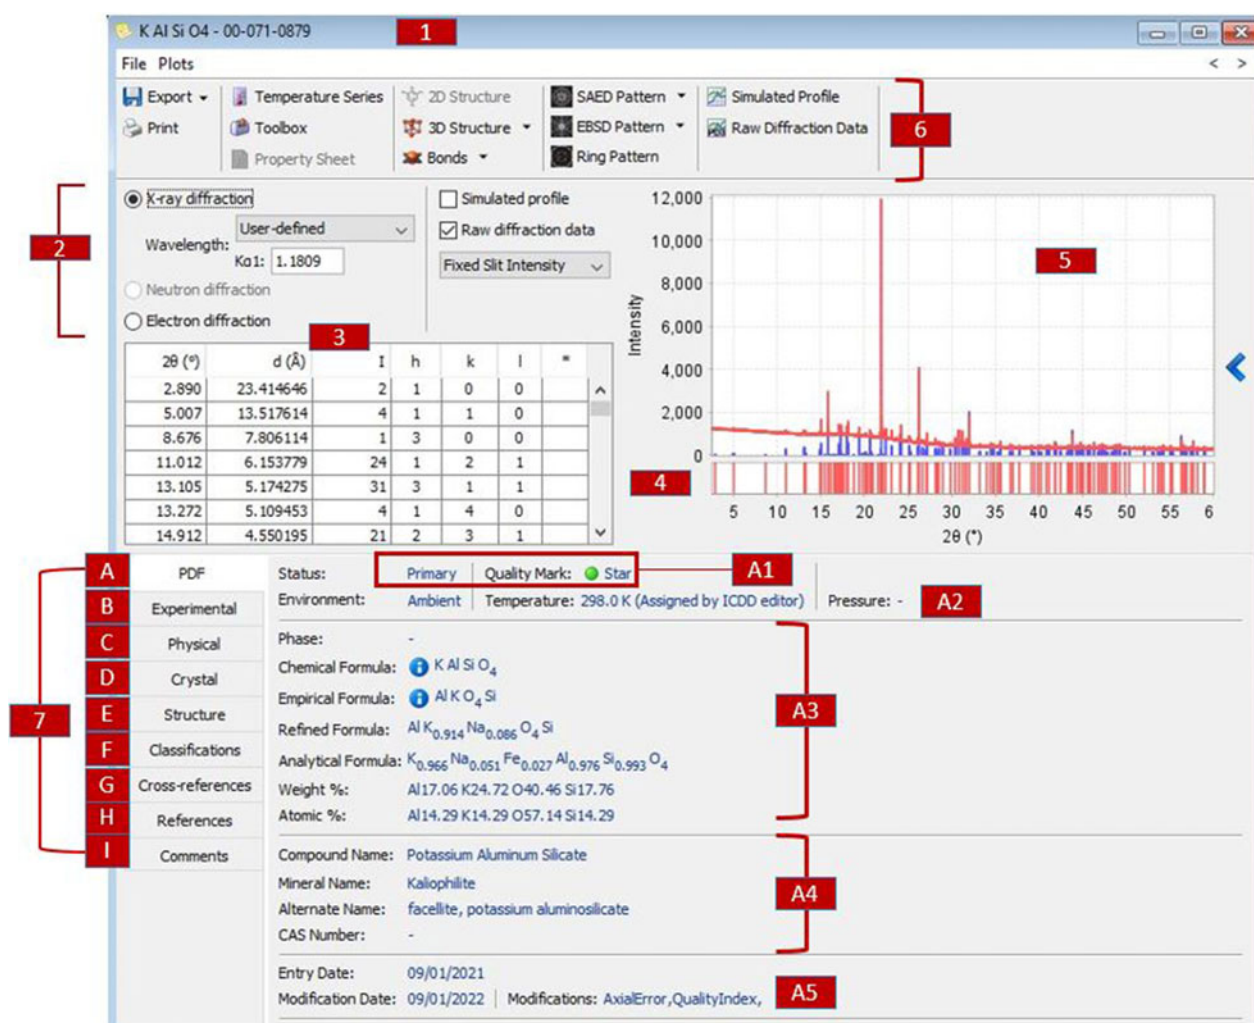 K Al Si O4 - 00-071-0879
1
File Plots
< >
Export Temperature Series 2D Structure SAED Pattern Simulated Profile
Print Toolbox 3D Structure EBSD Pattern Raw Diffraction Data
6
Property Sheet Bonds Ring Pattern
2
X-ray diffraction
User-defined
Wavelength:
Kα1: 1.1809
Neutron diffraction
Electron diffraction
Simulated profile
Raw diffraction data
Fixed Slit Intensity
3
2θ (°) d (Å) I h k l *
2.890 23.414646 2 1 0 0
5.007 13.517614 4 1 1 0
8.676 7.806114 1 3 0 0
11.012 6.153779 24 1 2 1
13.105 5.174275 31 3 1 1
13.272 5.109453 4 1 4 0
14.912 4.550195 21 2 3 1
12,000
10,000
8,000
6,000
4,000
2,000
0
Intensity
5
4
5 10 15 20 25 30 35 40 45 50 55 6
2θ (°)
7
A PDF
B Experimental
C Physical
D Crystal
E Structure
F Classifications
G Cross-references
H References
I Comments
Status: Primary Quality Mark: Star A1
Environment: Ambient Temperature: 298.0 K (Assigned by ICDD editor) Pressure: - A2
Phase: -
Chemical Formula: K Al Si O4
Empirical Formula: Al K O4 Si
Refined Formula: Al K0.914 Na0.086 O4 Si
Analytical Formula: K0.966 Na0.051 Fe0.027 Al0.976 Si0.993 O4
Weight %: Al17.06 K24.72 O40.46 Si17.76
Atomic %: Al14.29 K14.29 O57.14 Si14.29
A3
Compound Name: Potassium Aluminum Silicate
Mineral Name: Kaliophilite
Alternate Name: facellite, potassium aluminosilicate
CAS Number: -
A4
Entry Date: 09/01/2021
Modification Date: 09/01/2022 Modifications: AxialError,QualityIndex,
A5